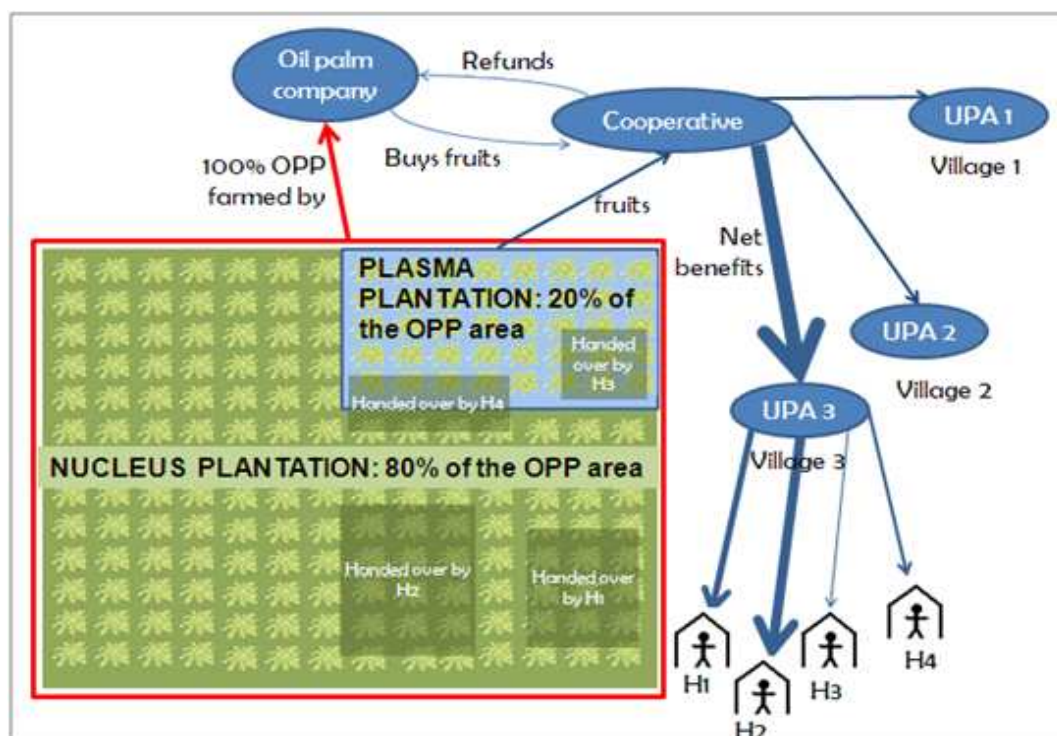 Oil palm
company
Refunds
Cooperative
UPA 1
Village 1
Buys fruits
100% OPP
farmed by
fruits
Net
benefits
UPA 2
Village 2
PLASMA
PLANTATION: 20% of
the OPP area
Handed
over by
H3
Handed over by H4
UPA 3
Village 3
NUCLEUS PLANTATION: 80% of the OPP area
Handed over by
H2
Handed over
by H1
H1
H2
H3
H4